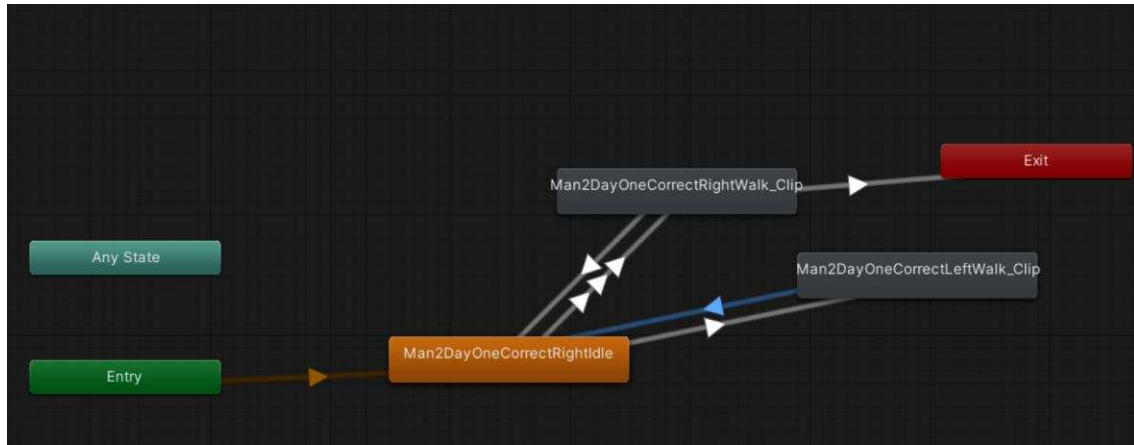 Exit
Man2DayOneCorrectRightWalk_Clip
Any State
Man2DayOneCorrectLeftWalk_Clip
Man2DayOneCorrectRightIdle
Entry